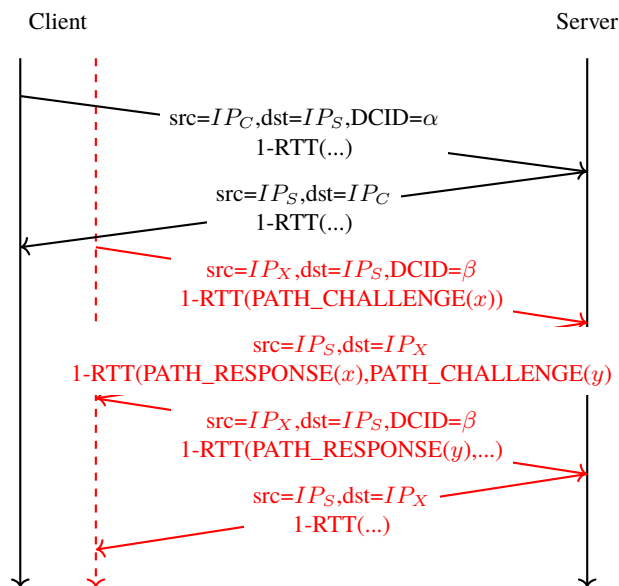 Client Server
src=IP_C,dst=IP_S,DCID=α
1-RTT(...)
src=IP_S,dst=IP_C
1-RTT(...)
src=IP_X,dst=IP_S,DCID=β
1-RTT(PATH_CHALLENGE(x))
src=IP_S,dst=IP_X
1-RTT(PATH_RESPONSE(x),PATH_CHALLENGE(y)
src=IP_X,dst=IP_S,DCID=β
1-RTT(PATH_RESPONSE(y),...)
src=IP_S,dst=IP_X
1-RTT(...)